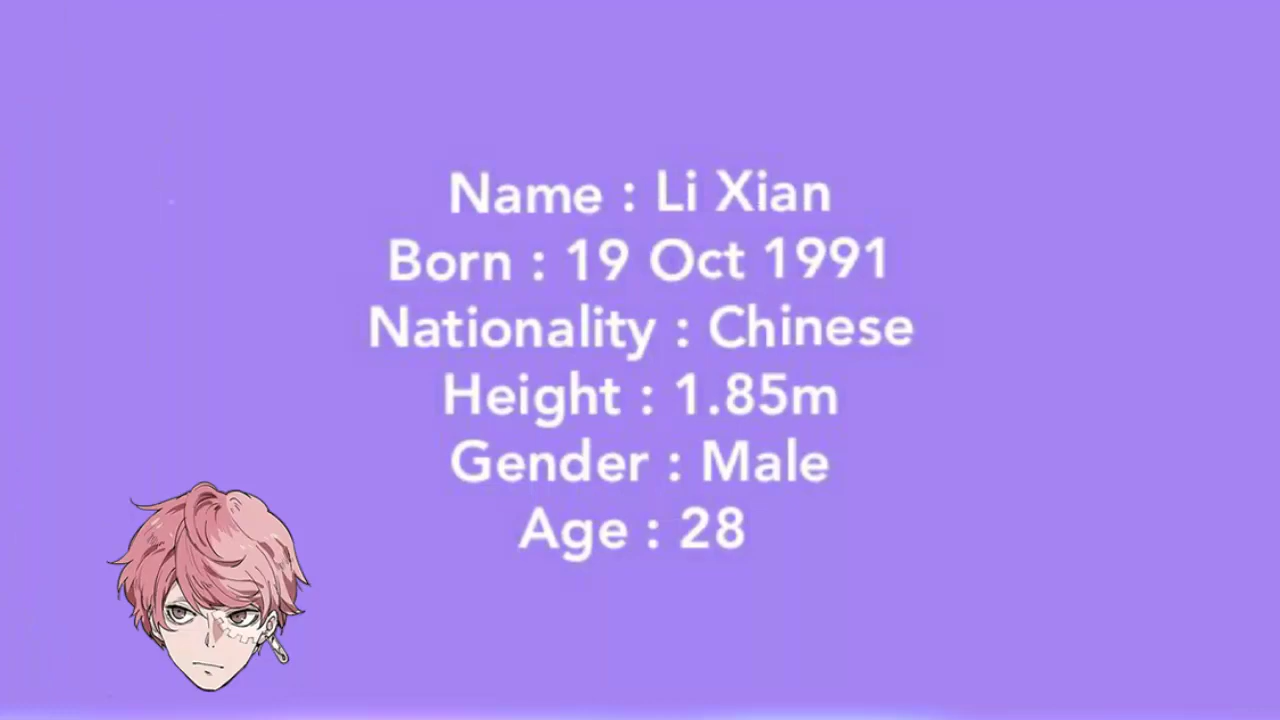 Name : Li Xian
Born : 19 Oct 1991
Nationality : Chinese
Height : 1.85m
Gender : Male
Age : 28